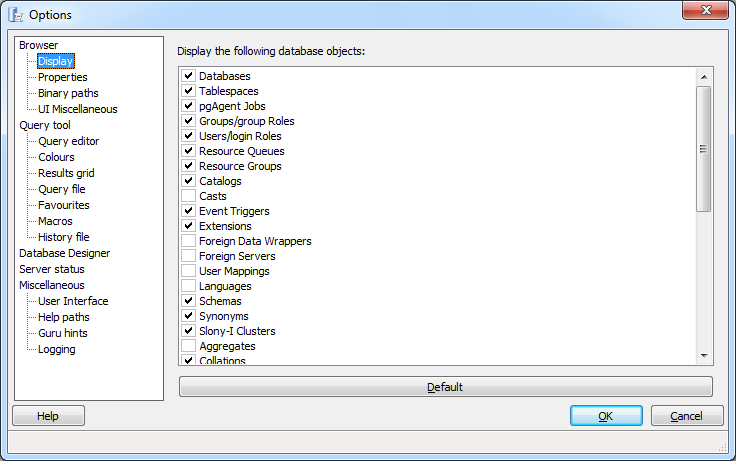 Options
Browser
Display
Properties
Binary paths
UI Miscellaneous
Query tool
Query editor
Colours
Results grid
Query file
Favourites
Macros
History file
Database Designer
Server status
Miscellaneous
User Interface
Help paths
Guru hints
Logging
Display the following database objects:
Databases
Tablespaces
pgAgent Jobs
Groups/group Roles
Users/login Roles
Resource Queues
Resource Groups
Catalogs
Casts
Event Triggers
Extensions
Foreign Data Wrappers
Foreign Servers
User Mappings
Languages
Schemas
Synonyms
Slony-I Clusters
Aggregates
Collations
Default
Help
OK
Cancel